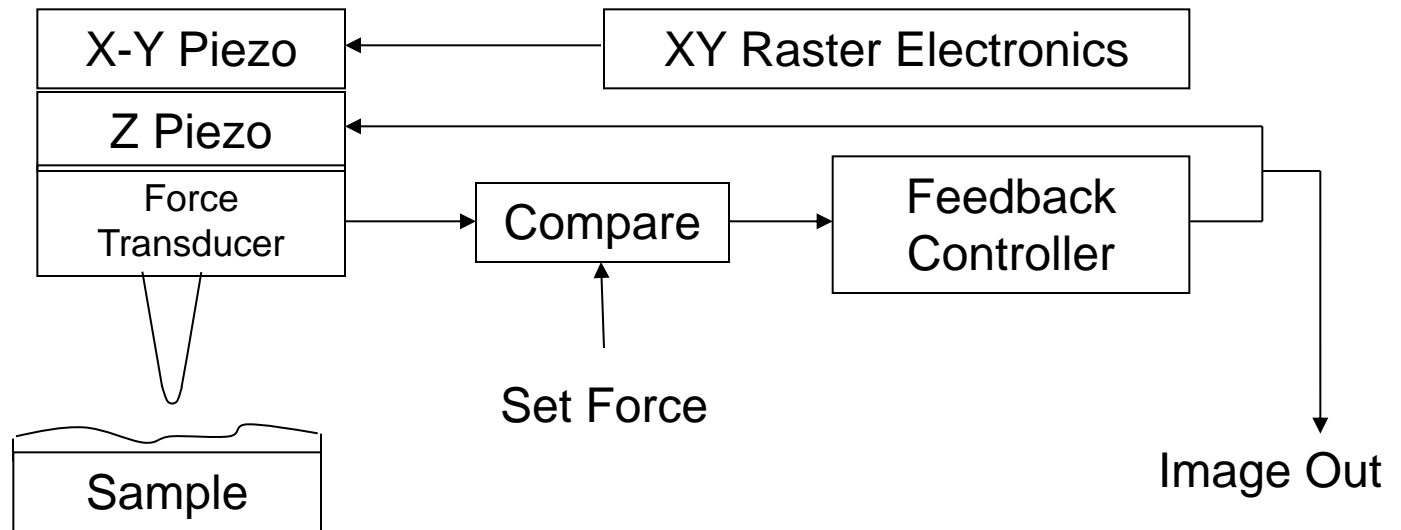 X-Y Piezo
XY Raster Electronics
Z Piezo
Force
Transducer
Compare
Feedback
Controller
Set Force
Image Out
Sample